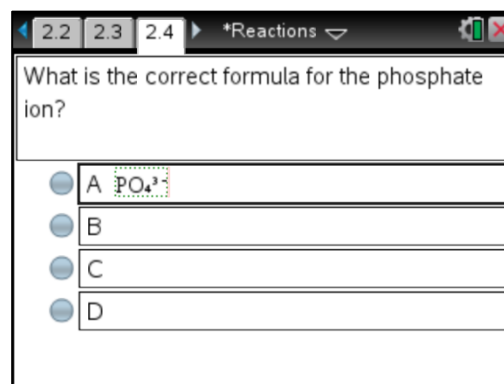 2.2 2.3 2.4 *Reactions
What is the correct formula for the phosphate
ion?
A PO₄³⁻
B
C
D